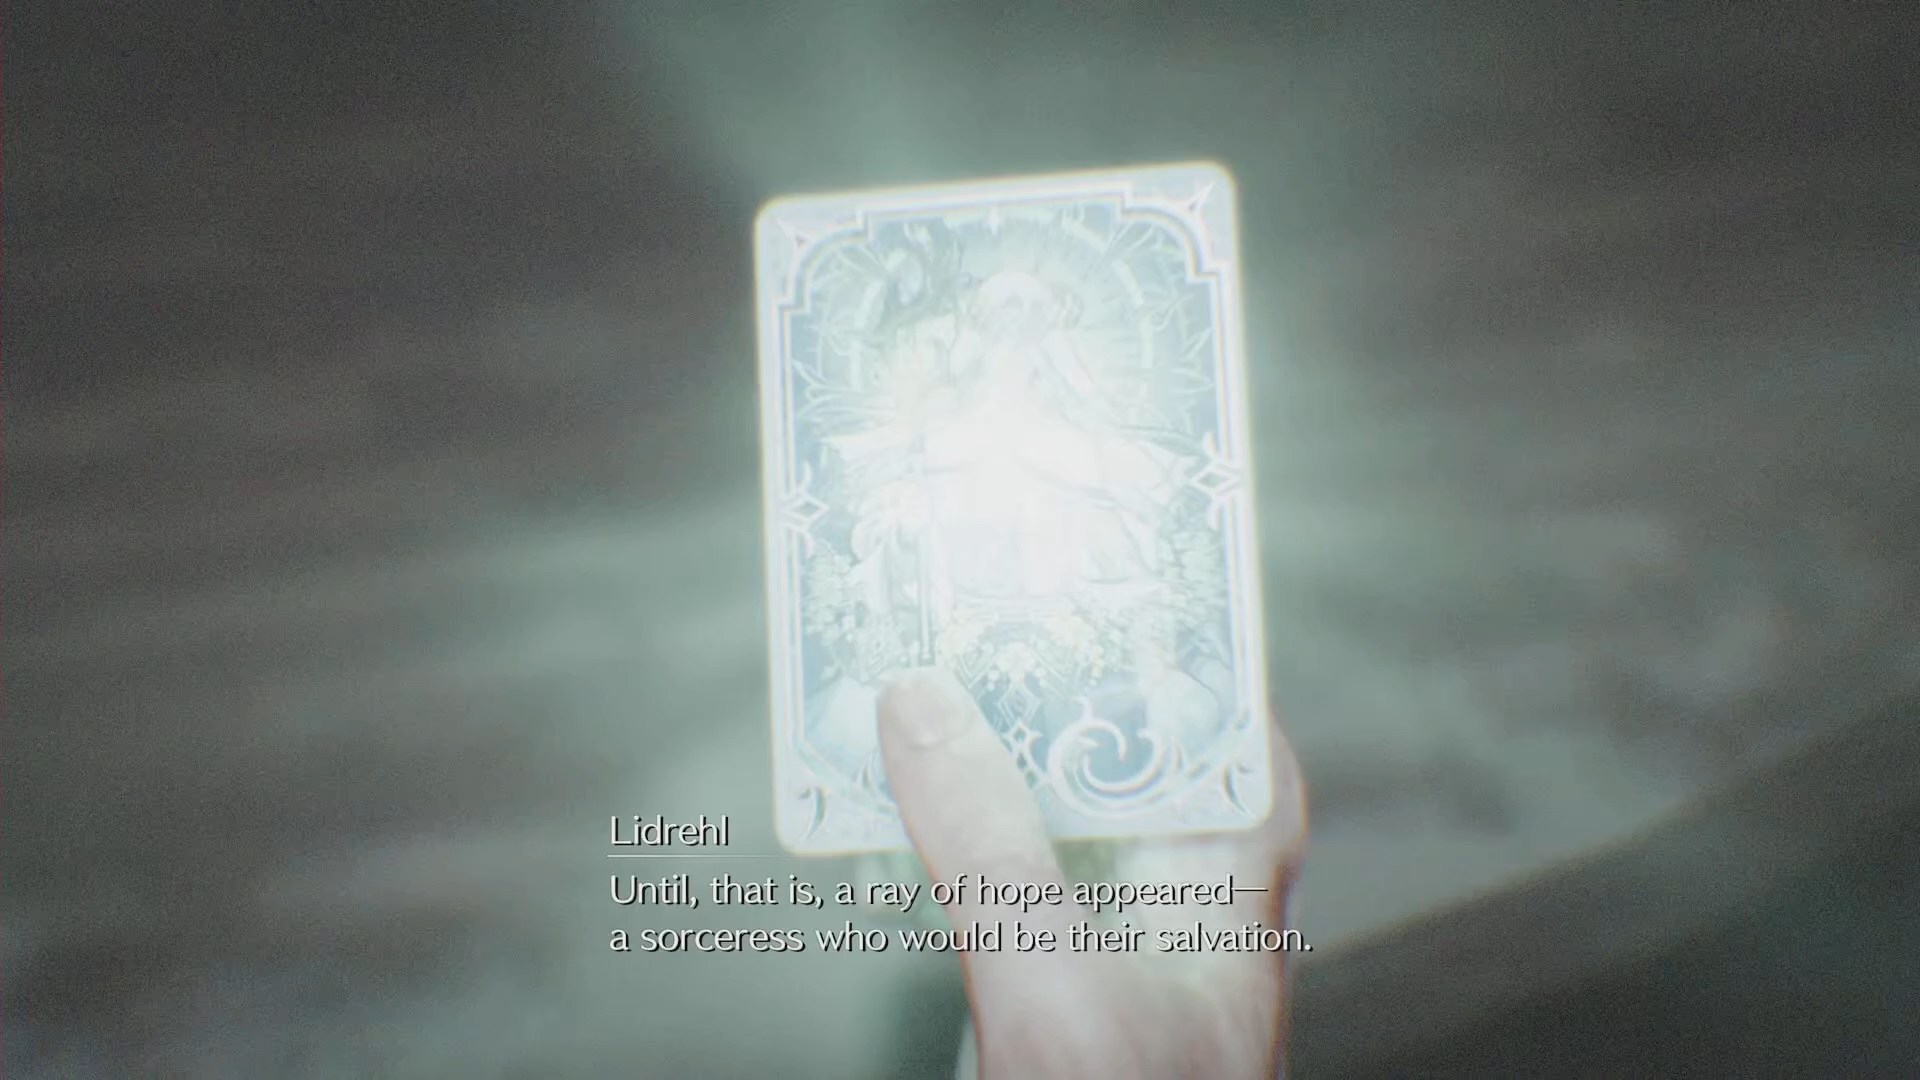 Lidrehl
Until, that is, a ray of hope appeared—
a sorceress who would be their salvation.